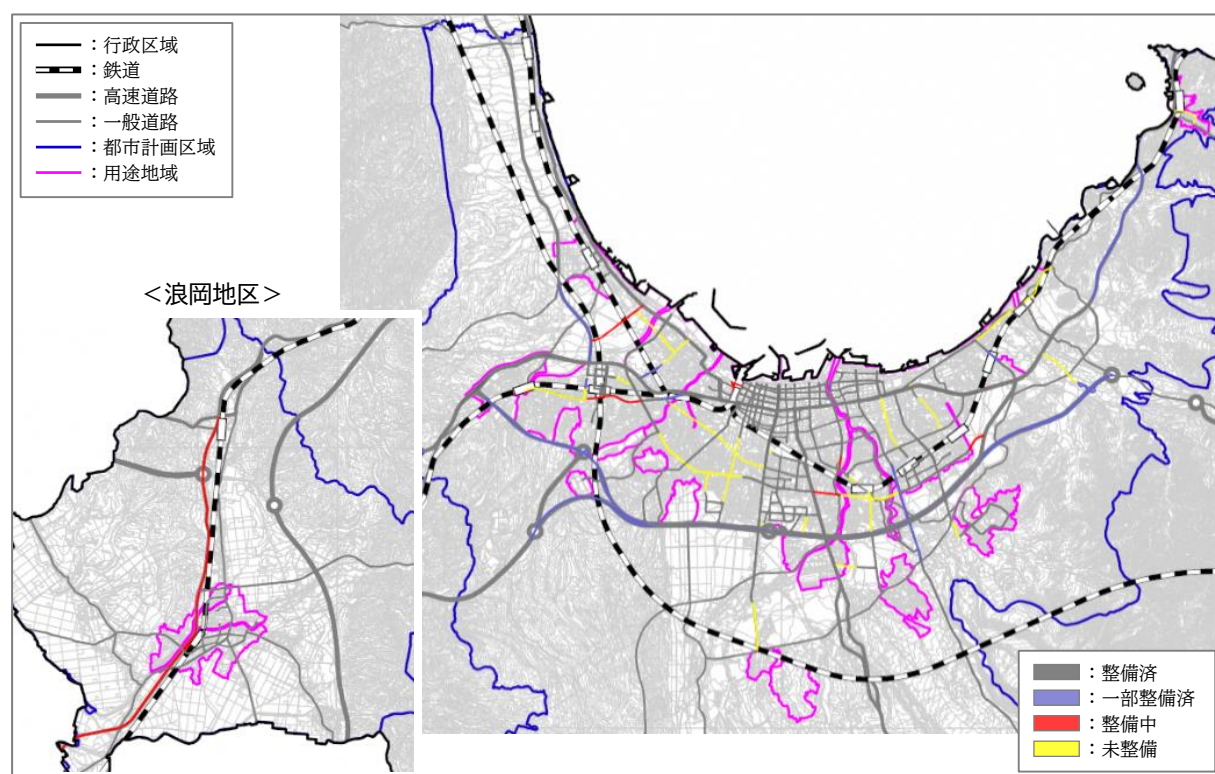 ：行政区域
：鉄道
：高速道路
：一般道路
：都市計画区域
：用途地域
＜浪岡地区＞
：整備済
：一部整備済
：整備中
：未整備